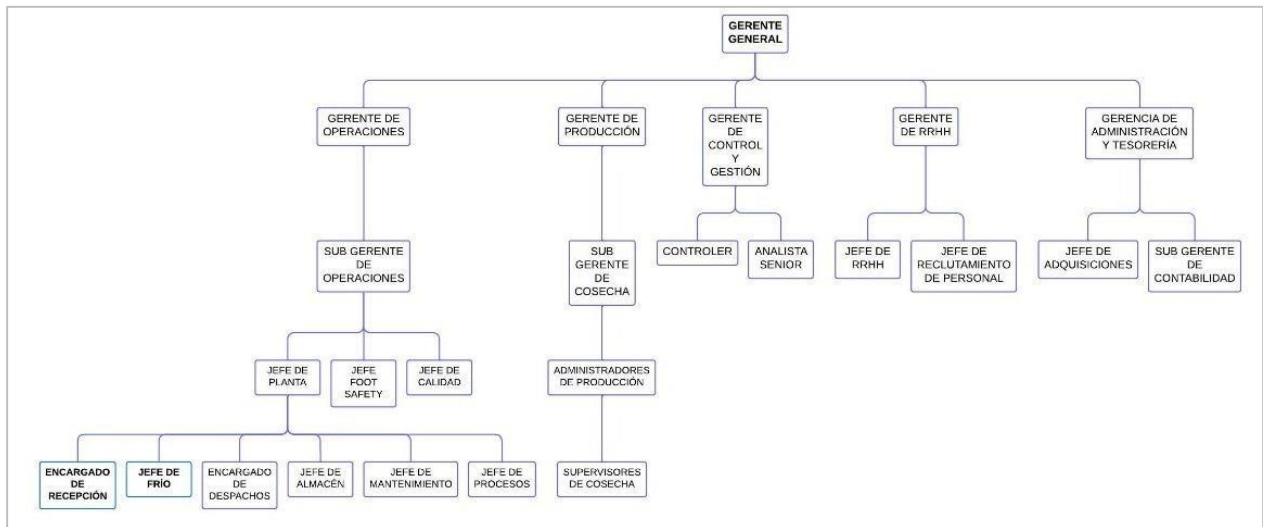 GERENTE
GENERAL
GERENTE DE
OPERACIONES
GERENTE DE
PRODUCCIÓN
GERENTE
DE
CONTROL
Y
GESTIÓN
GERENTE
DE RRHH
GERENCIA DE
ADMINISTRACIÓN
Y TESORERÍA
SUB GERENTE
DE
OPERACIONES
SUB
GERENTE
DE
COSECHA
CONTROLER
ANALISTA
SENIOR
JEFE DE
RRHH
JEFE DE
RECLUTAMIENTO
DE PERSONAL
JEFE DE
ADQUISICIONES
SUB GERENTE
DE
CONTABILIDAD
JEFE DE
PLANTA
JEFE
FOOT
SAFETY
JEFE DE
CALIDAD
ADMINISTRADORES
DE PRODUCCIÓN
ENCARGADO
DE
RECEPCIÓN
JEFE DE
FRÍO
ENCARGADO
DE
DESPACHOS
JEFE DE
ALMACÉN
JEFE DE
MANTENIMIENTO
JEFE DE
PROCESOS
SUPERVISORES
DE COSECHA